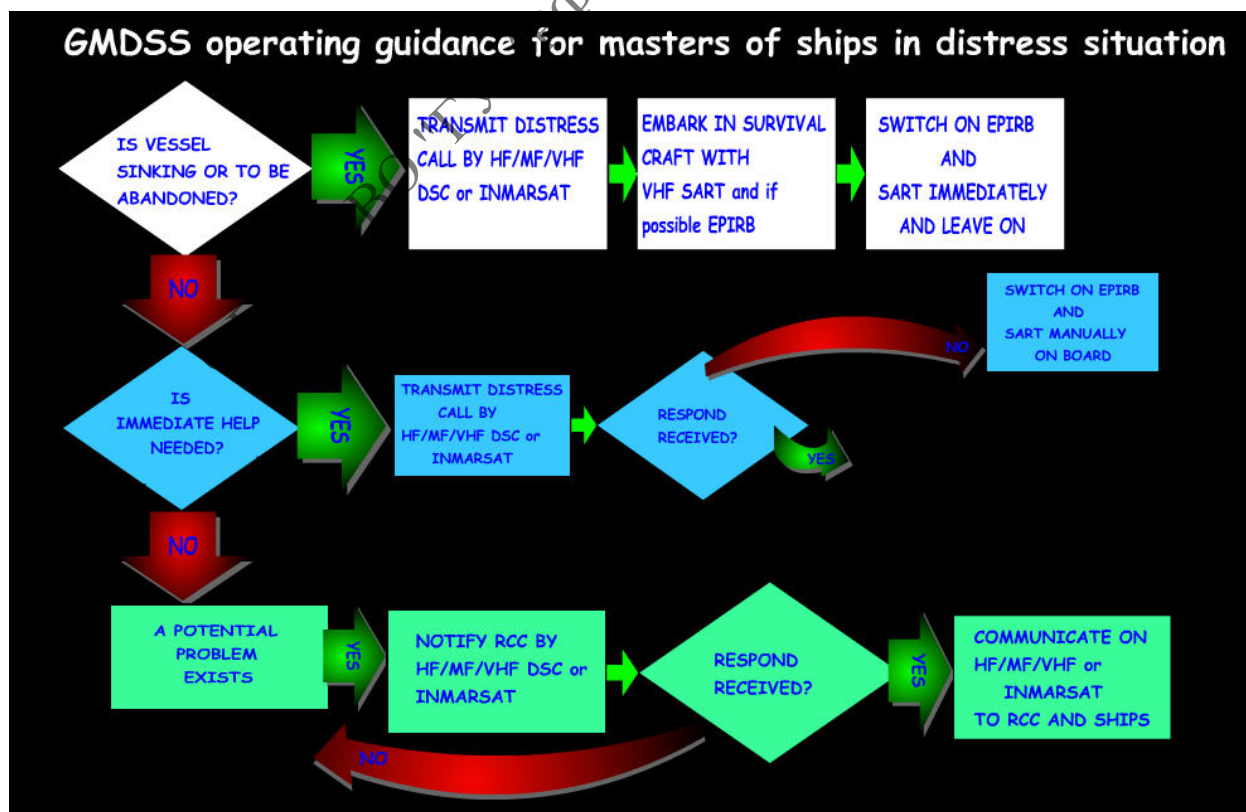 GMDSS operating guidance for masters of ships in distress situation
IS VESSEL
SINKING OR TO BE
ABANDONED?
YES
TRANSMIT DISTRESS
CALL BY HF/MF/VHF
DSC or INMARSAT
EMBARK IN SURVIVAL
CRAFT WITH
VHF SART and if
possible EPIRB
SWITCH ON EPIRB
AND
SART IMMEDIATELY
AND LEAVE ON
NO
IS
IMMEDIATE HELP
NEEDED?
YES
TRANSMIT DISTRESS
CALL BY
HF/MF/VHF DSC or
INMARSAT
RESPOND
RECEIVED?
NO
SWITCH ON EPIRB
AND
SART MANUALLY
ON BOARD
YES
NO
A POTENTIAL
PROBLEM
EXISTS
YES
NOTIFY RCC BY
HF/MF/VHF DSC or
INMARSAT
RESPOND
RECEIVED?
YES
COMMUNICATE ON
HF/MF/VHF or
INMARSAT
TO RCC AND SHIPS
NO